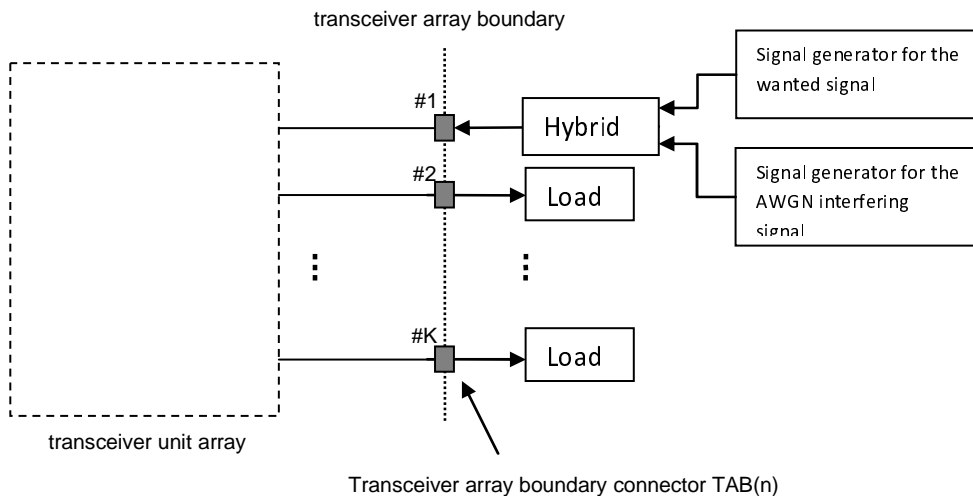 transceiver array boundary
Signal generator for the
wanted signal
#1
Hybrid
#2
Load
Signal generator for the
AWGN interfering
signal
#K
Load
transceiver unit array
Transceiver array boundary connector TAB(n)